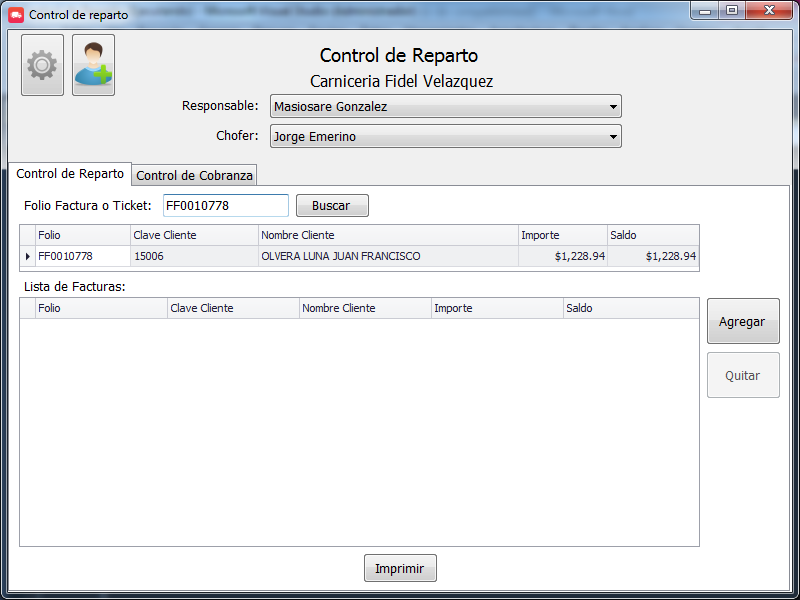 Control de reparto
Control de Reparto
Carniceria Fidel Velazquez
Responsable: Masiosare Gonzalez
Chofer: Jorge Emerino
Control de Reparto Control de Cobranza
Folio Factura o Ticket: FF0010778 Buscar
Folio Clave Cliente Nombre Cliente Importe Saldo
FF0010778 15006 OLVERA LUNA JUAN FRANCISCO $1,228.94 $1,228.94
Lista de Facturas:
Folio Clave Cliente Nombre Cliente Importe Saldo
Agregar
Quitar
Imprimir